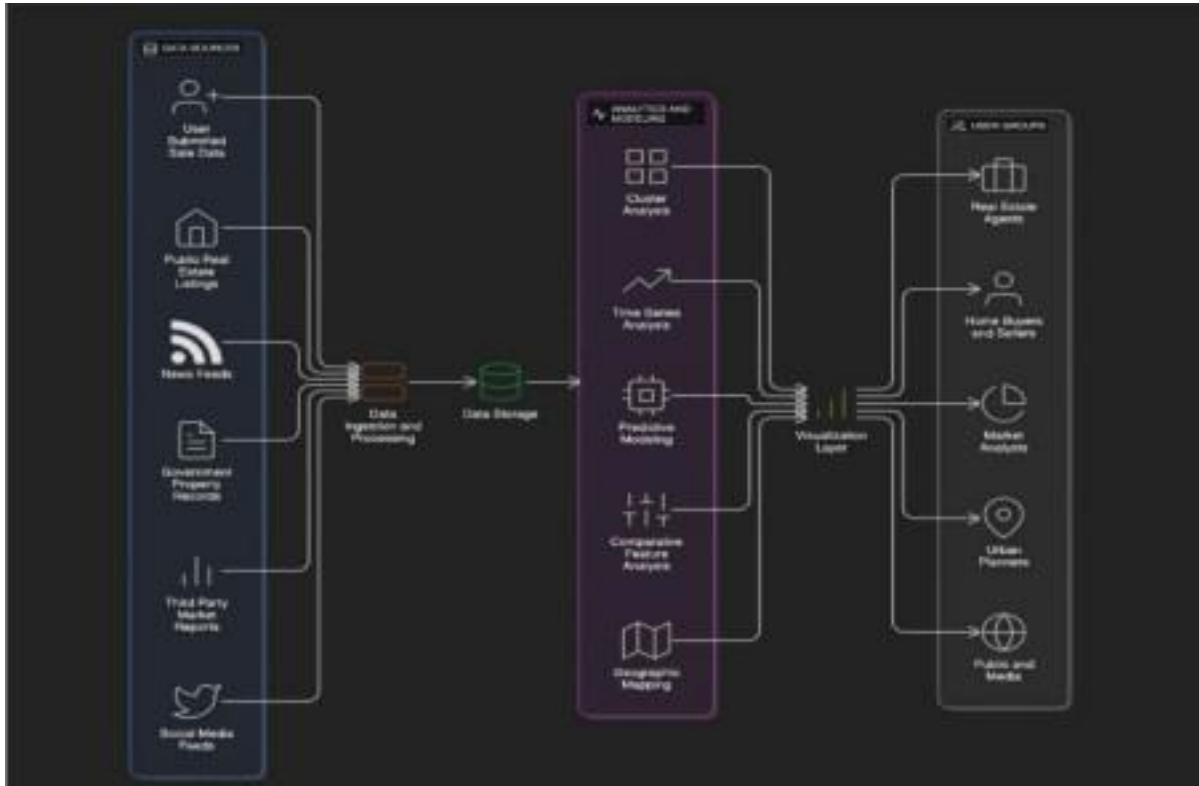 DATA SOURCES
User
Submitted
Sale Data
Public Real
Estate
Listings
News Feeds
Government
Property
Records
Third Party
Market
Reports
Social Media
Feeds
Data
Ingestion and
Processing
Data Storage
ANALYTICS AND
MODELING
Cluster
Analysis
Time Series
Analysis
Predictive
Modeling
Comparative
Feature
Analysis
Geographic
Mapping
Visualization
Layer
USER GROUPS
Real Estate
Agents
Home Buyers
and Sellers
Market
Analysts
Urban
Planners
Public and
Media